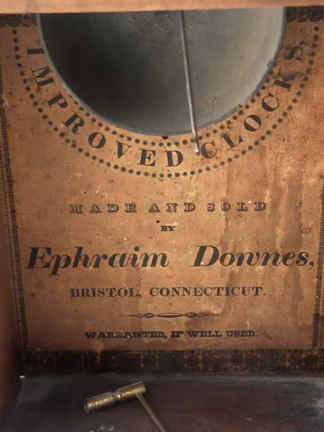 IMPROVED CLOCKS
MADE AND SOLD
BY
Ephraim Downes,
BRISTOL, CONNECTICUT.
WARRANTED, IF WELL USED.